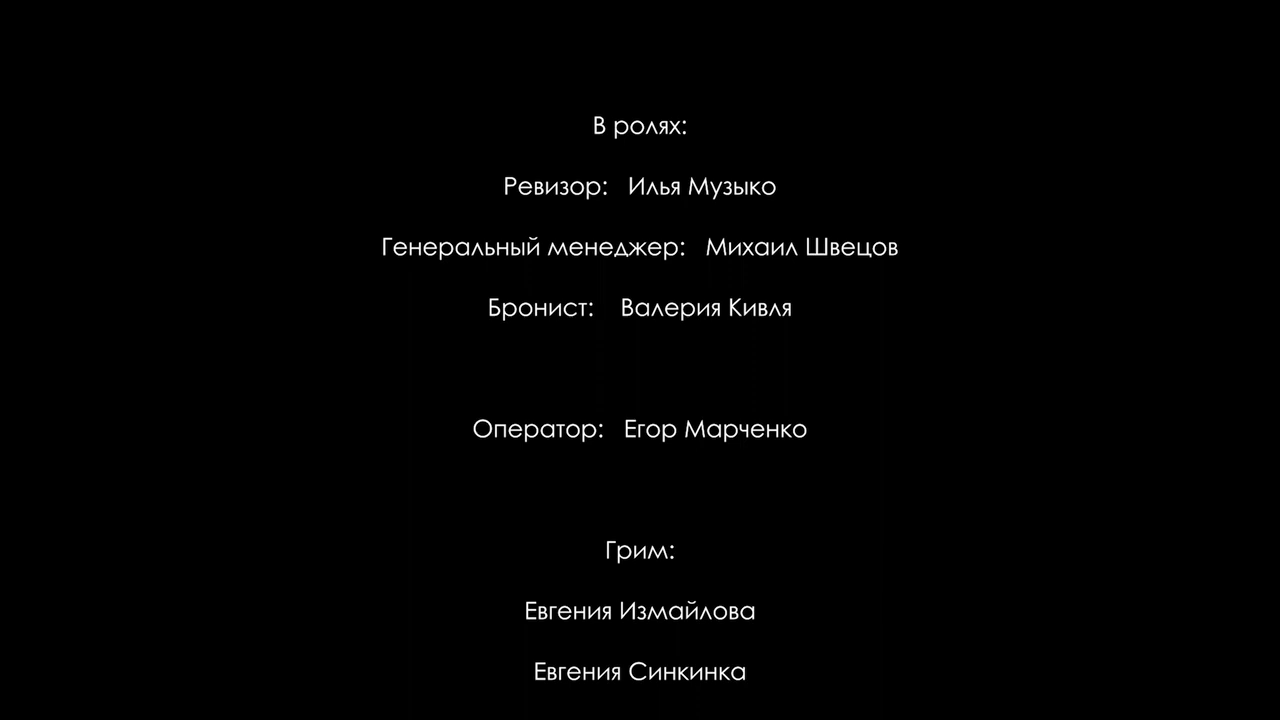 В ролях:
Ревизор: Илья Музыко
Генеральный менеджер: Михаил Швецов
Бронист: Валерия Кивля
Оператор: Егор Марченко
Грим:
Евгения Измайлова
Евгения Синкинка